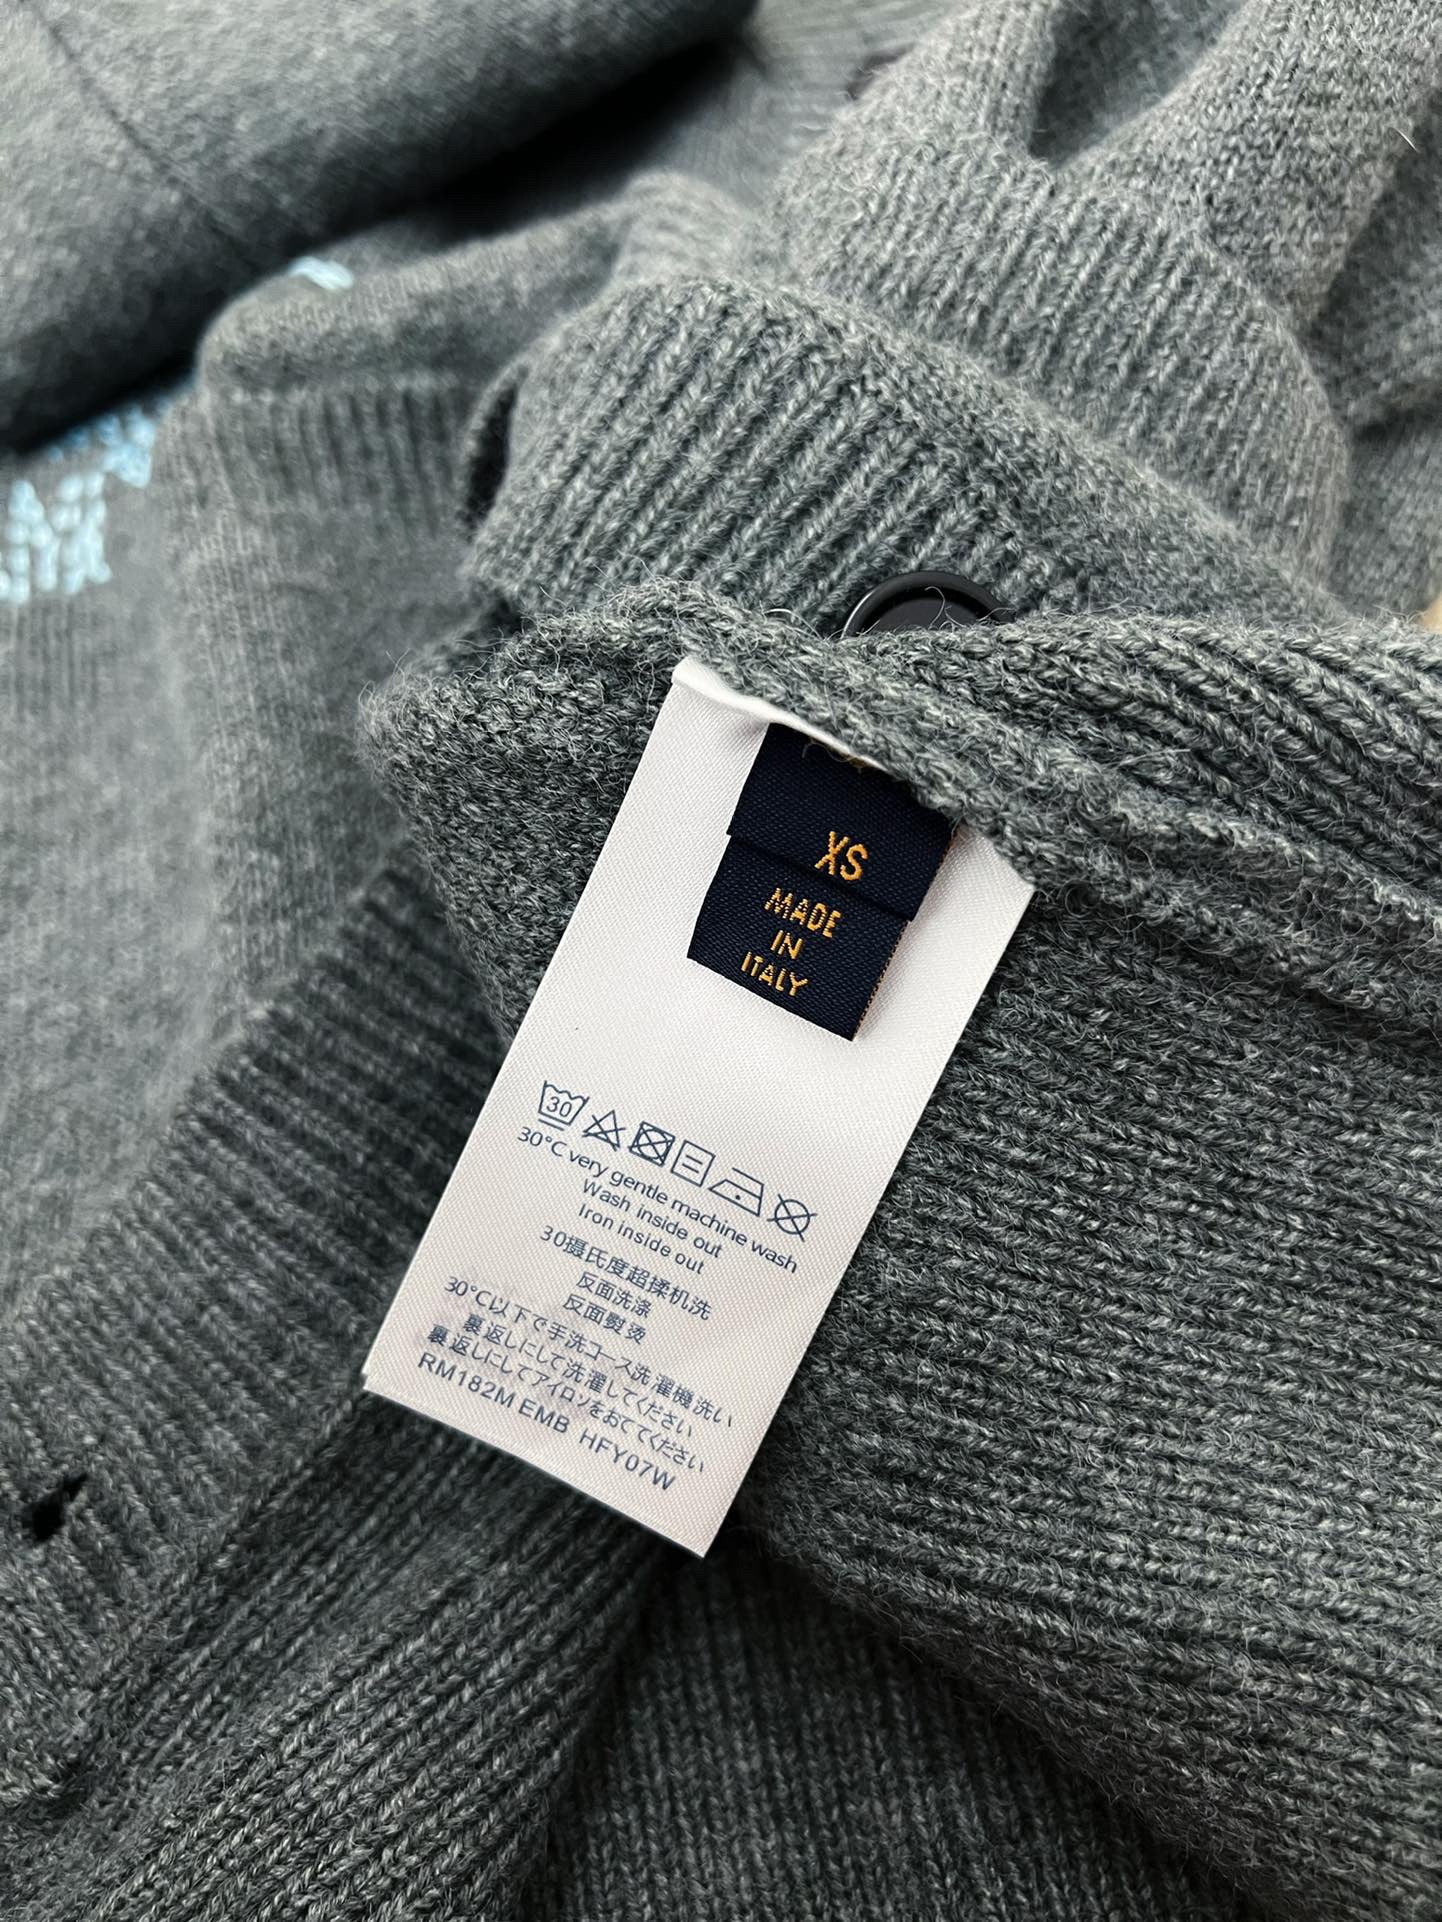 XS
MADE
IN
ITALY
30
30°C very gentle machine wash
Wash inside out
Iron inside out
30摄氏度超揉机洗
反面洗涤
反面熨烫
30°C以下で手洗コース洗濯機洗い
裏返しにして洗濯してください
裏返しにしてアイロンをおててください
RM182M EMB HFY07W